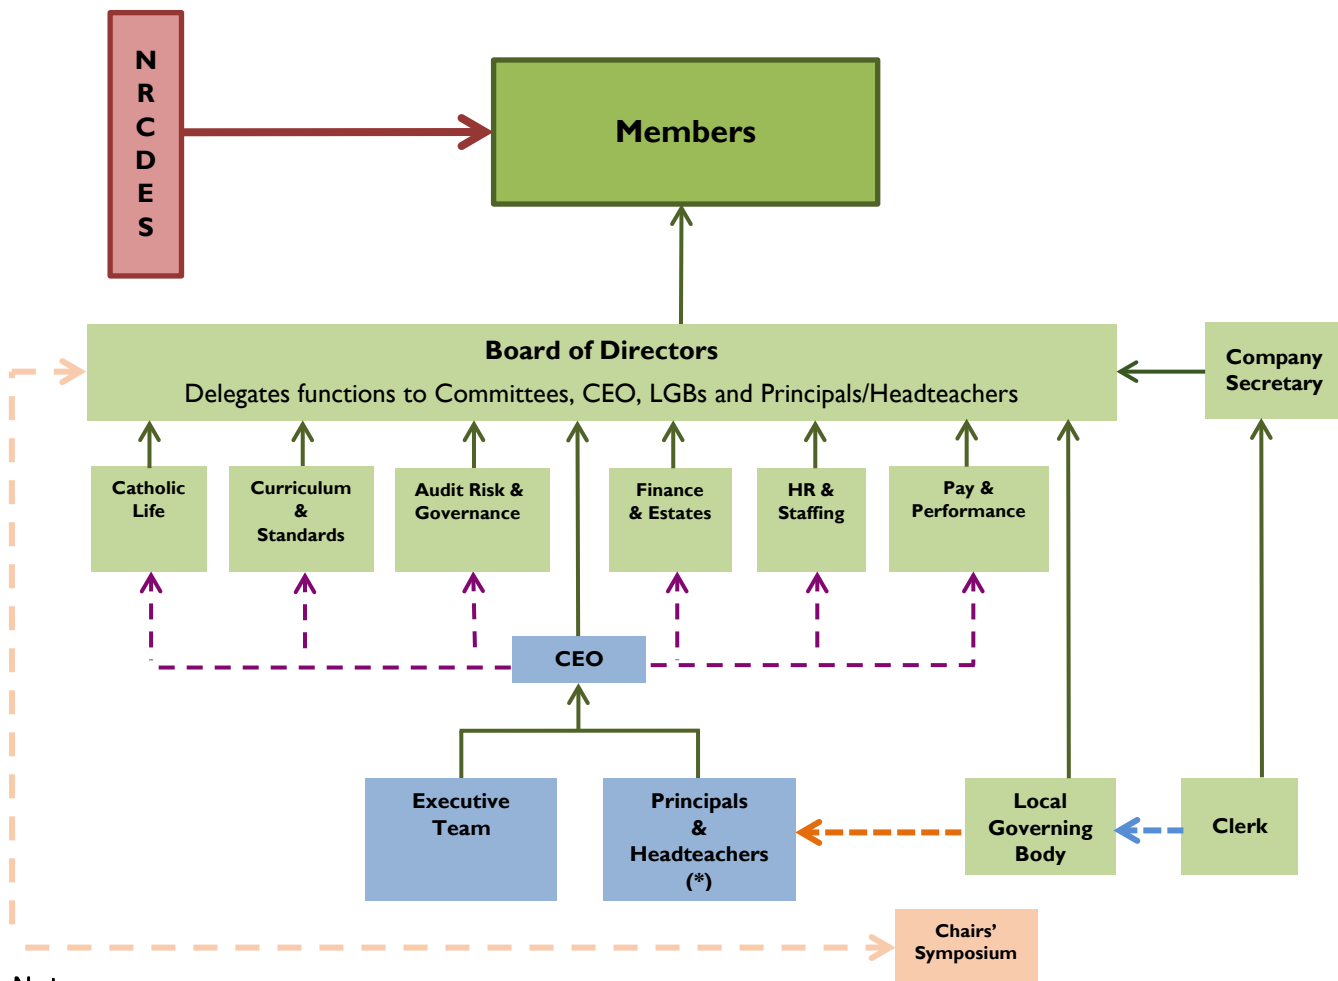 N
R
C
D
E
S
Members
Board of Directors
Delegates functions to Committees, CEO, LGBs and Principals/Headteachers
Company
Secretary
Catholic
Life
Curriculum
&
Standards
Audit Risk &
Governance
Finance
& Estates
HR &
Staffing
Pay &
Performance
CEO
Executive
Team
Principals
&
Headteachers
(*)
Local
Governing
Body
Clerk
Chairs'
Symposium